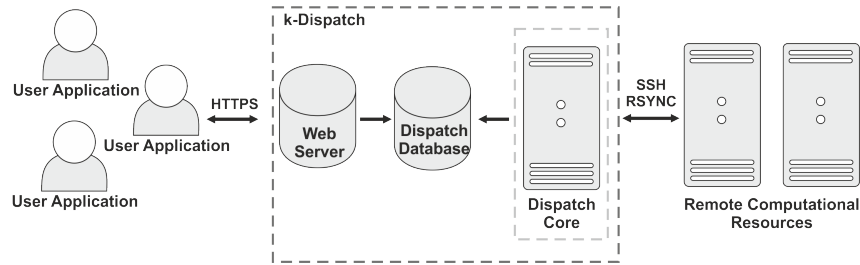 k-Dispatch
User Application
HTTPS
User Application
User Application
Web
Server
Dispatch
Database
Dispatch
Core
SSH
RSYNC
Remote Computational
Resources